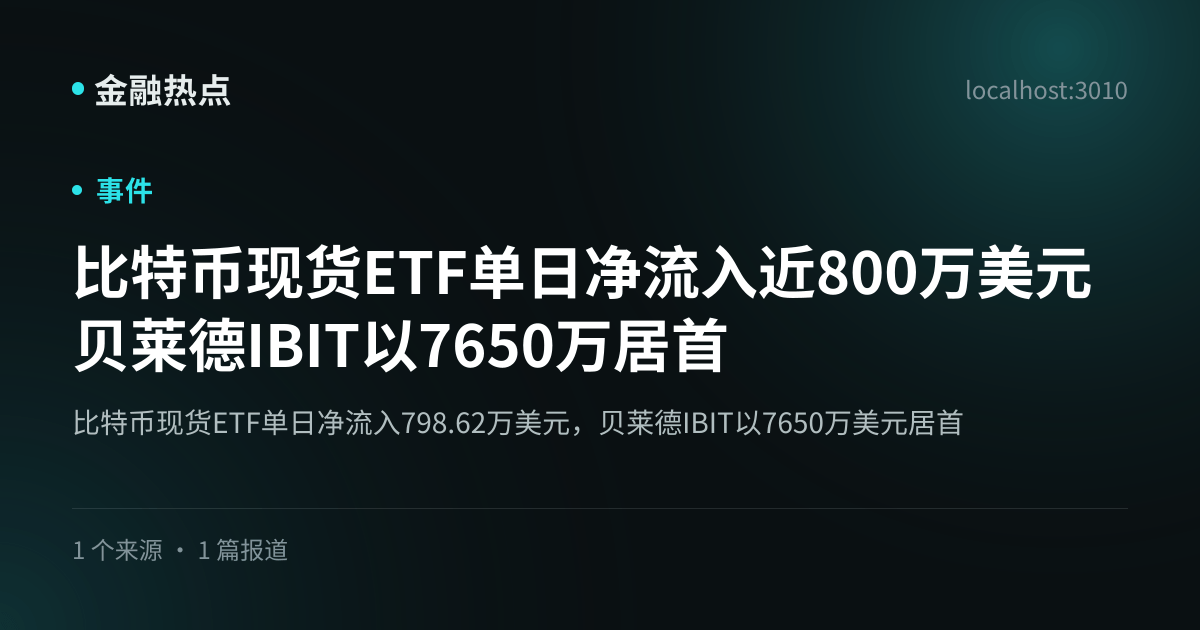 金融热点
localhost:3010
事件
比特币现货ETF单日净流入近800万美元
贝莱德IBIT以7650万居首
比特币现货ETF单日净流入798.62万美元，贝莱德IBIT以7650万美元居首
1 个来源 · 1 篇报道